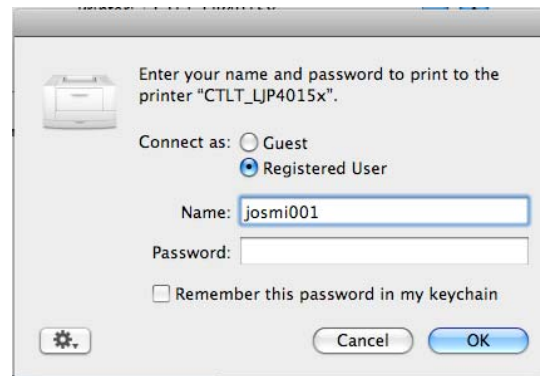 Enter your name and password to print to the
printer “CTLT_LJP4015x”.
Connect as: Guest
Registered User
Name: josmi001
Password:
Remember this password in my keychain
Cancel OK